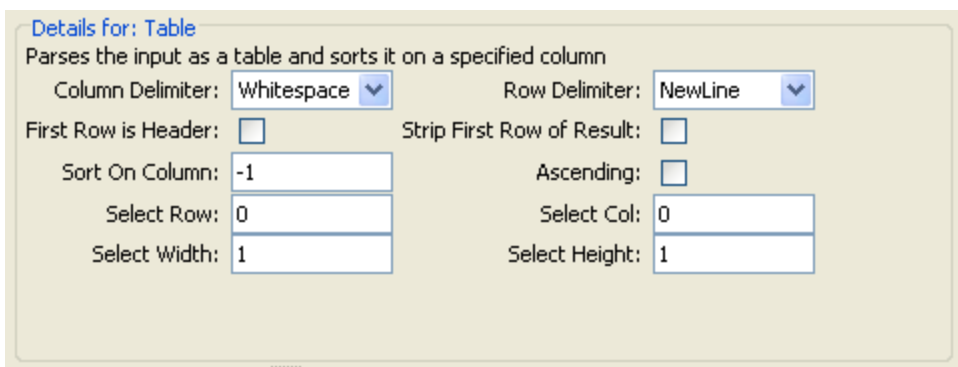 Details for: Table
Parses the input as a table and sorts it on a specified column
Column Delimiter: Whitespace Row Delimiter: NewLine
First Row is Header: Strip First Row of Result:
Sort On Column: -1 Ascending:
Select Row: 0 Select Col: 0
Select Width: 1 Select Height: 1